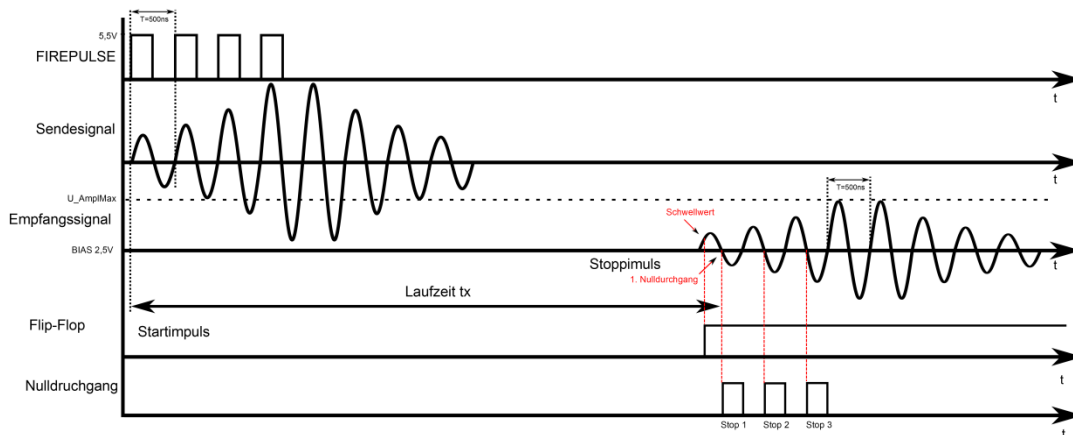 T=500ns
5,5V
FIREPULSE
t
Sendesignal
t
U_AmplMax
T=500ns
Empfangssignal
Schwellwert
BIAS 2,5V
Stoppimuls
1. Nulldurchgang
t
Laufzeit tx
Flip-Flop
Startimpuls
t
Nulldruchgang
Stop 1
Stop 2
Stop 3
t